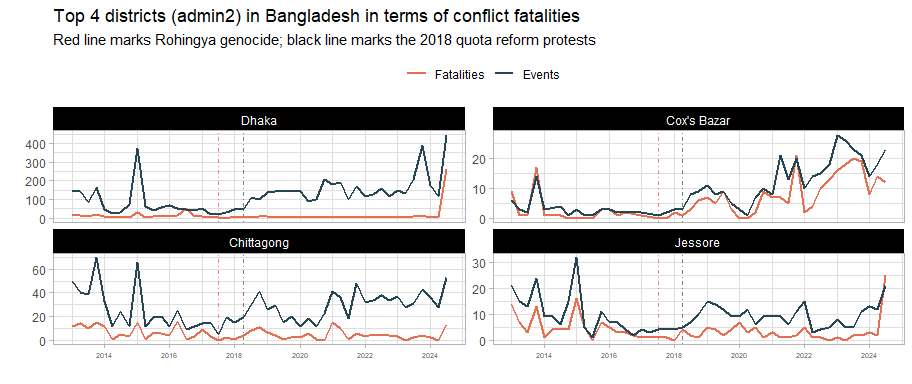 Top 4 districts (admin2) in Bangladesh in terms of conflict fatalities
Red line marks Rohingya genocide; black line marks the 2018 quota reform protests
Fatalities Events
Dhaka
400
300
200
100
0
Cox's Bazar
20
10
0
Chittagong
60
40
20
0
2014 2016 2018 2020 2022 2024
Jessore
30
20
10
0
2014 2016 2018 2020 2022 2024